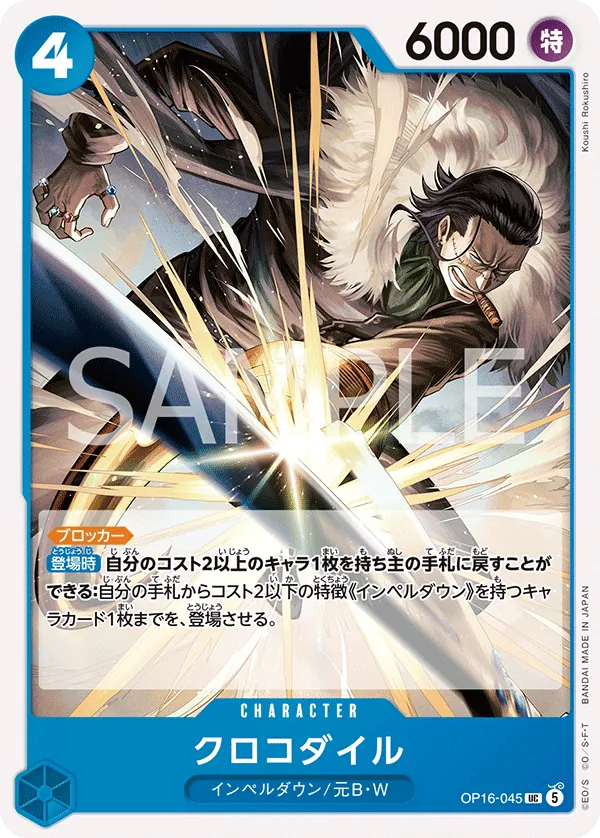 4
6000
特
Koushi Rokushiro
SAMPLE
ブロッカー
登場時 自分のコスト2以上のキャラ1枚を持ち主の手札に戻すことが
できる:自分の手札からコスト2以下の特徴《インペルダウン》を持つキャ
ラカード1枚までを、登場させる。
BANDAI MADE IN JAPAN
©E.O/S ©O/S・F・T
CHARACTER
クロコダイル
インペルダウン/元B・W
OP16-045 UC 5